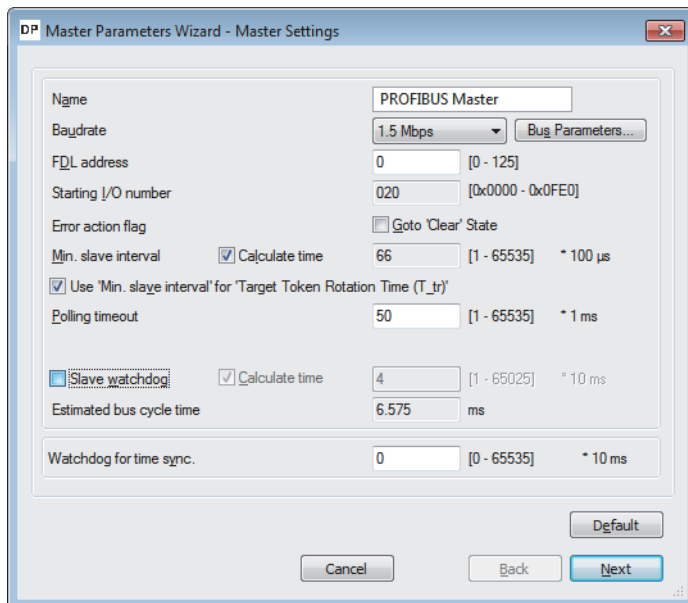 DP Master Parameters Wizard - Master Settings
Name PROFIBUS Master
Baudrate 1.5 Mbps Bus Parameters...
FDL address 0 [0 - 125]
Starting I/O number 020 [0x0000 - 0x0FE0]
Error action flag Goto 'Clear' State
Min. slave interval Calculate time 66 [1 - 65535] * 100 µs
Use 'Min. slave interval' for 'Target Token Rotation Time (T_tr)'
Polling timeout 50 [1 - 65535] * 1 ms
Slave watchdog Calculate time 4 [1 - 65025] * 10 ms
Estimated bus cycle time 6.575 ms
Watchdog for time sync. 0 [0 - 65535] * 10 ms
Default
Cancel Back Next